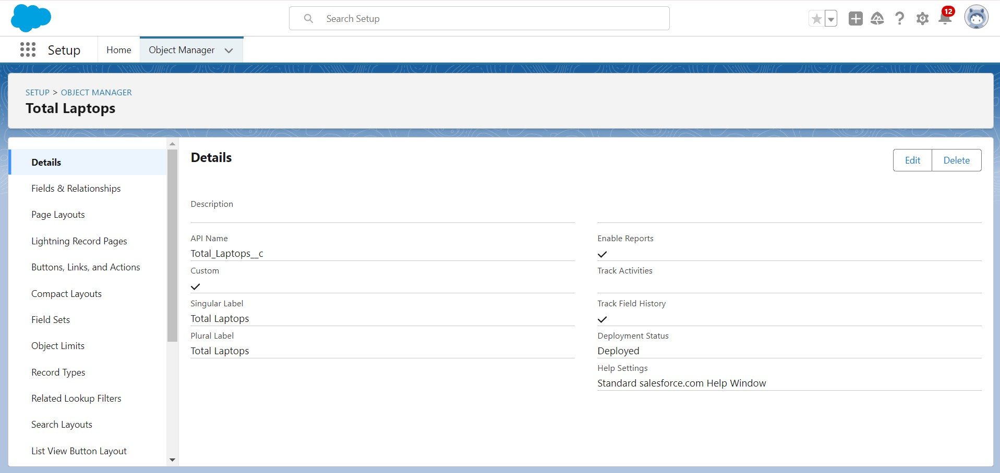 Search Setup
12
Setup
Home
Object Manager
SETUP > OBJECT MANAGER
Total Laptops
Details
Fields & Relationships
Page Layouts
Lightning Record Pages
Buttons, Links, and Actions
Compact Layouts
Field Sets
Object Limits
Record Types
Related Lookup Filters
Search Layouts
List View Button Layout
Details
Edit
Delete
Description
API Name
Total_Laptops__c
Custom
Singular Label
Total Laptops
Plural Label
Total Laptops
Enable Reports
Track Activities
Track Field History
Deployment Status
Deployed
Help Settings
Standard salesforce.com Help Window